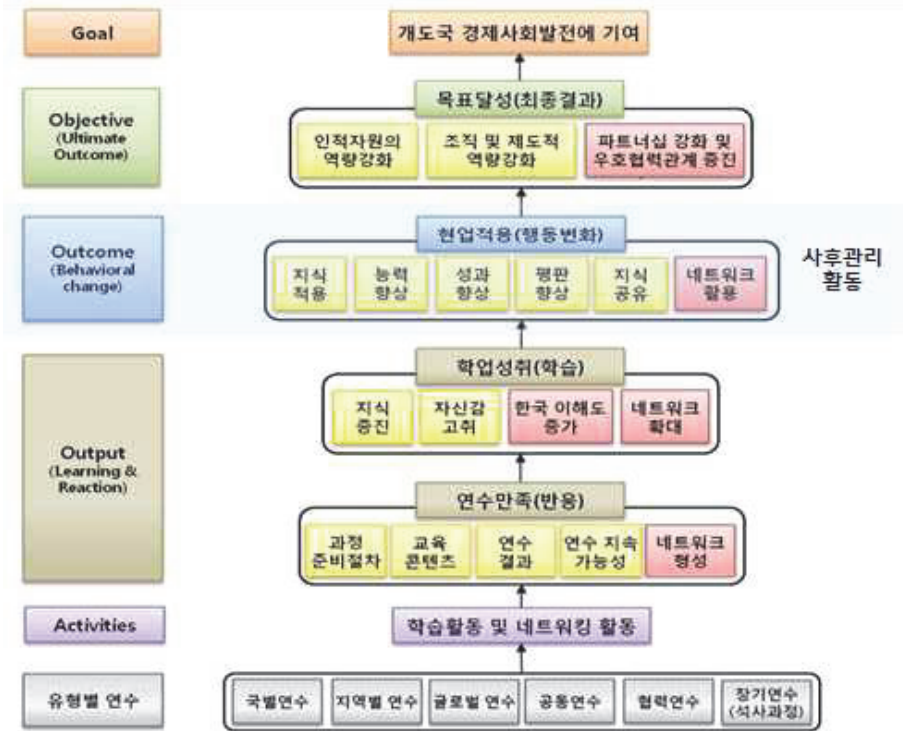 Goal
개도국 경제사회발전에 기여
목표달성(최종결과)
Objective
(Ultimate
Outcome)
인적자원의
역량강화
조직 및 제도적
역량강화
파트너십 강화 및
우호협력관계 증진
현업적용(행동변화)
Outcome
(Behavioral
change)
지식
적용
능력
향상
성과
향상
평판
향상
지식
공유
네트워크
활용
사후관리
활동
학업성취(학습)
지식
증진
자신감
고취
한국 이해도
증가
네트워크
확대
Output
(Learning &
Reaction)
연수만족(반응)
과정
준비절차
교육
콘텐츠
연수
결과
연수 지속
가능성
네트워크
형성
Activities
학습활동 및 네트워킹 활동
유형별 연수
국별연수
지역별 연수
글로벌 연수
공동연수
협력연수
장기연수
(석사과정)